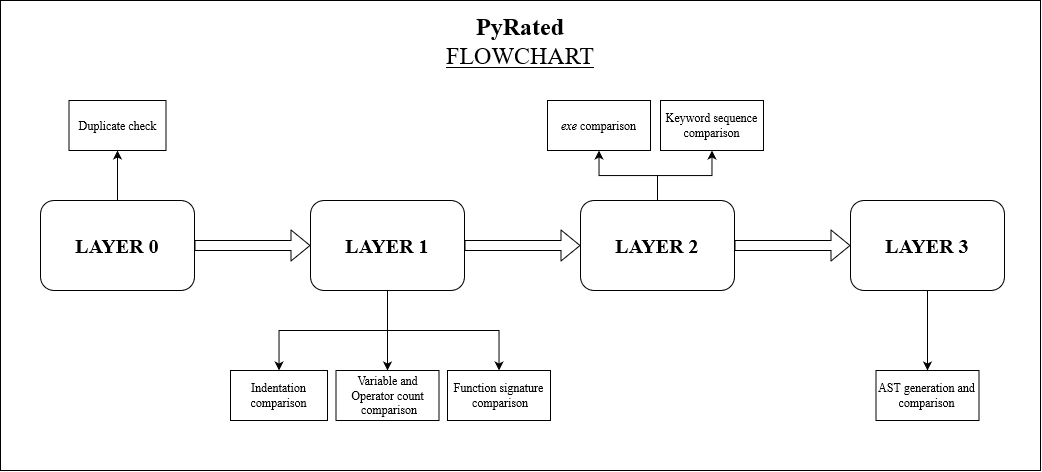 PyRated
FLOWCHART
Duplicate check
exe comparison
Keyword sequence
comparison
LAYER 0
LAYER 1
LAYER 2
LAYER 3
Indentation
comparison
Variable and
Operator count
comparison
Function signature
comparison
AST generation and
comparison